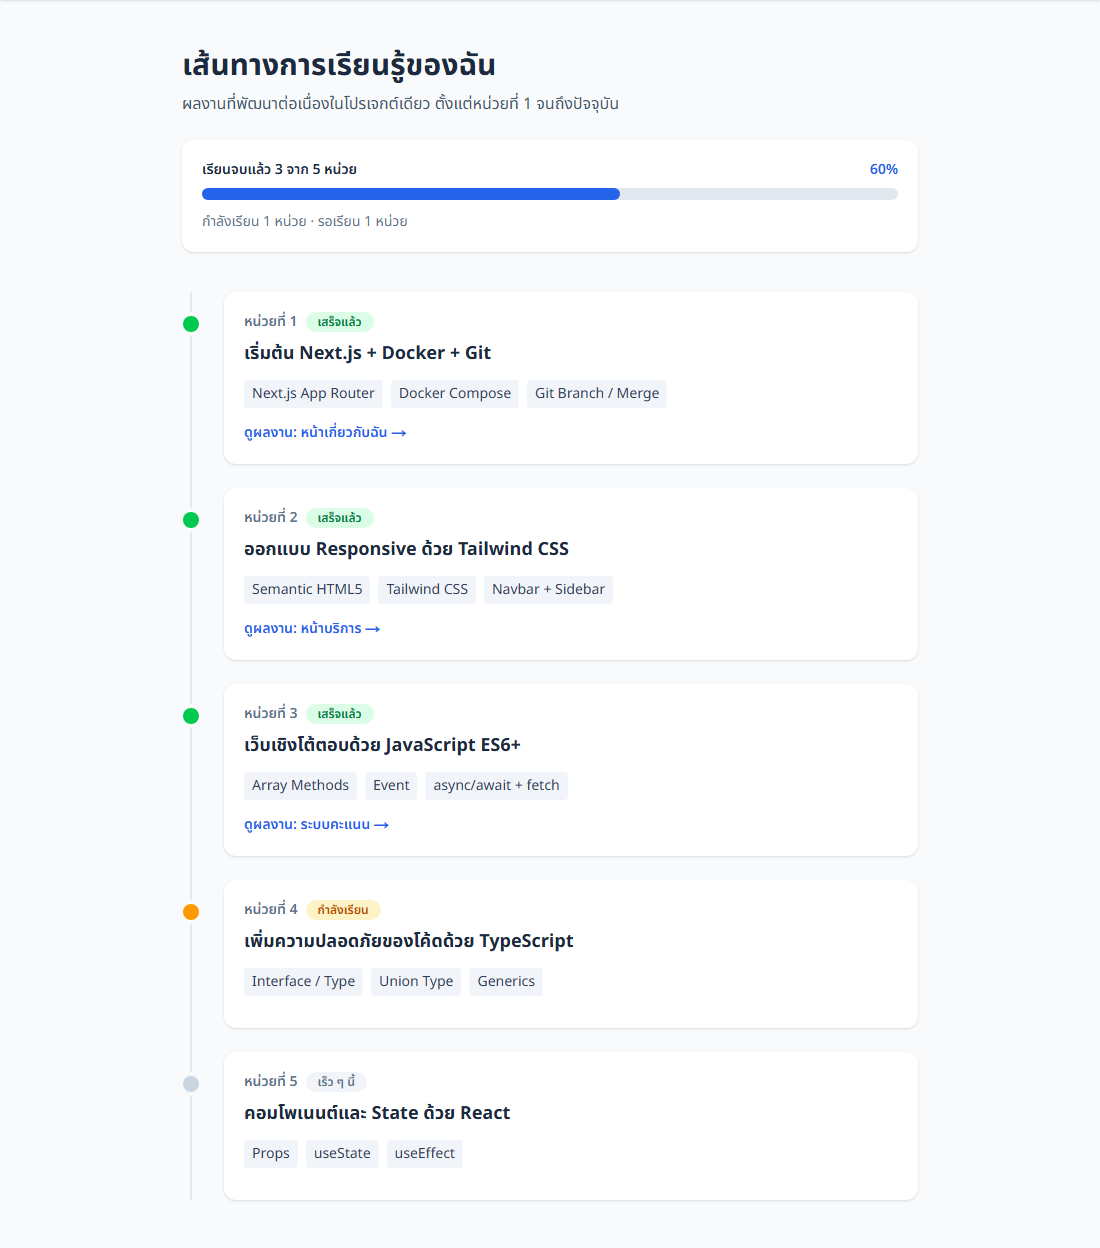 เส้นทางการเรียนรู้ของฉัน
ผลงานที่พัฒนาต่อเนื่องในโปรเจกต์เดียว ตั้งแต่หน่วยที่ 1 จนถึงปัจจุบัน
เรียนจบแล้ว 3 จาก 5 หน่วย 60%
กำลังเรียน 1 หน่วย · รอเรียน 1 หน่วย
หน่วยที่ 1 เสร็จแล้ว
เริ่มต้น Next.js + Docker + Git
Next.js App Router Docker Compose Git Branch / Merge
ดูผลงาน: หน้าเกี่ยวกับฉัน →
หน่วยที่ 2 เสร็จแล้ว
ออกแบบ Responsive ด้วย Tailwind CSS
Semantic HTML5 Tailwind CSS Navbar + Sidebar
ดูผลงาน: หน้าบริการ →
หน่วยที่ 3 เสร็จแล้ว
เว็บเชิงโต้ตอบด้วย JavaScript ES6+
Array Methods Event async/await + fetch
ดูผลงาน: ระบบคะแนน →
หน่วยที่ 4 กำลังเรียน
เพิ่มความปลอดภัยของโค้ดด้วย TypeScript
Interface / Type Union Type Generics
หน่วยที่ 5 เร็ว ๆ นี้
คอมโพเนนต์และ State ด้วย React
Props useState useEffect